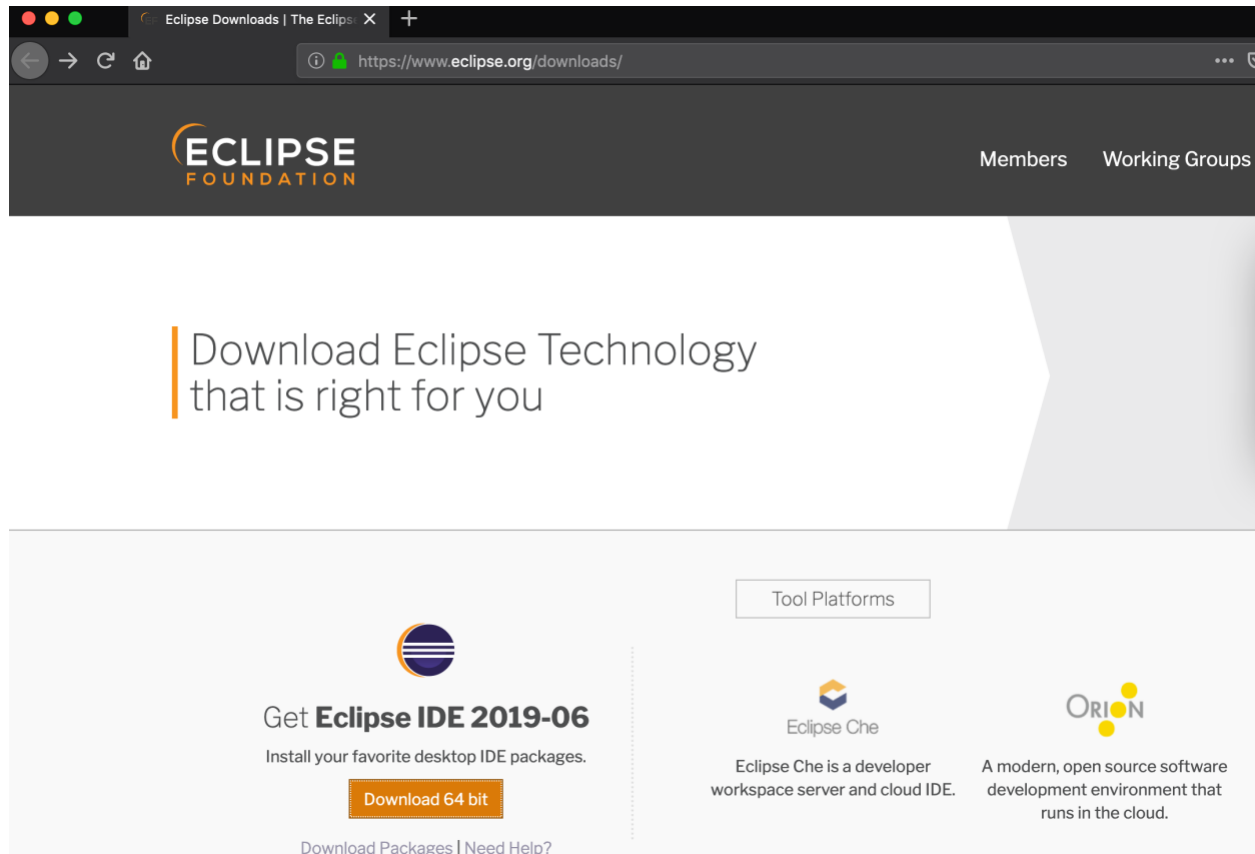 Eclipse Downloads | The Eclips
https://www.eclipse.org/downloads/
ECLIPSE
FOUNDATION
Members Working Groups
Download Eclipse Technology
that is right for you
Tool Platforms
Get Eclipse IDE 2019-06
Install your favorite desktop IDE packages.
Download 64 bit
Download Packages | Need Help?
Eclipse Che
Eclipse Che is a developer
workspace server and cloud IDE.
ORION
A modern, open source software
development environment that
runs in the cloud.